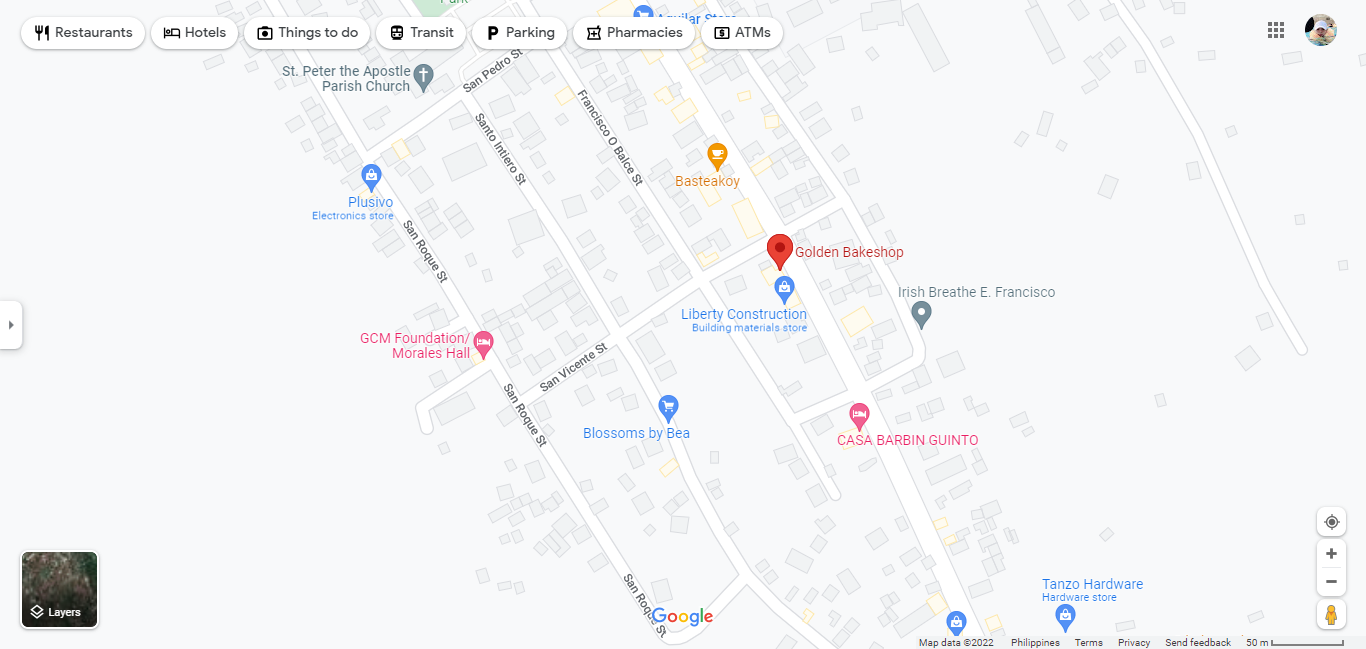 Park
Restaurants
Hotels
Things to do
Transit
Parking
Pharmacies
ATMs
Aguilar Store
St. Peter the Apostle
Parish Church
San Pedro St
Santo Intiero St
Francisco O Balce St
Basteakoy
Plusivo
Electronics store
San Roque St
Golden Bakeshop
Irish Breathe E. Francisco
Liberty Construction
Building materials store
GCM Foundation/
Morales Hall
San Vicente St
San Roque St
Blossoms by Bea
CASA BARBIN GUINTO
San Roque St
Tanzo Hardware
Hardware store
Layers
Google
Map data ©2022
Philippines
Terms
Privacy
Send feedback
50 m